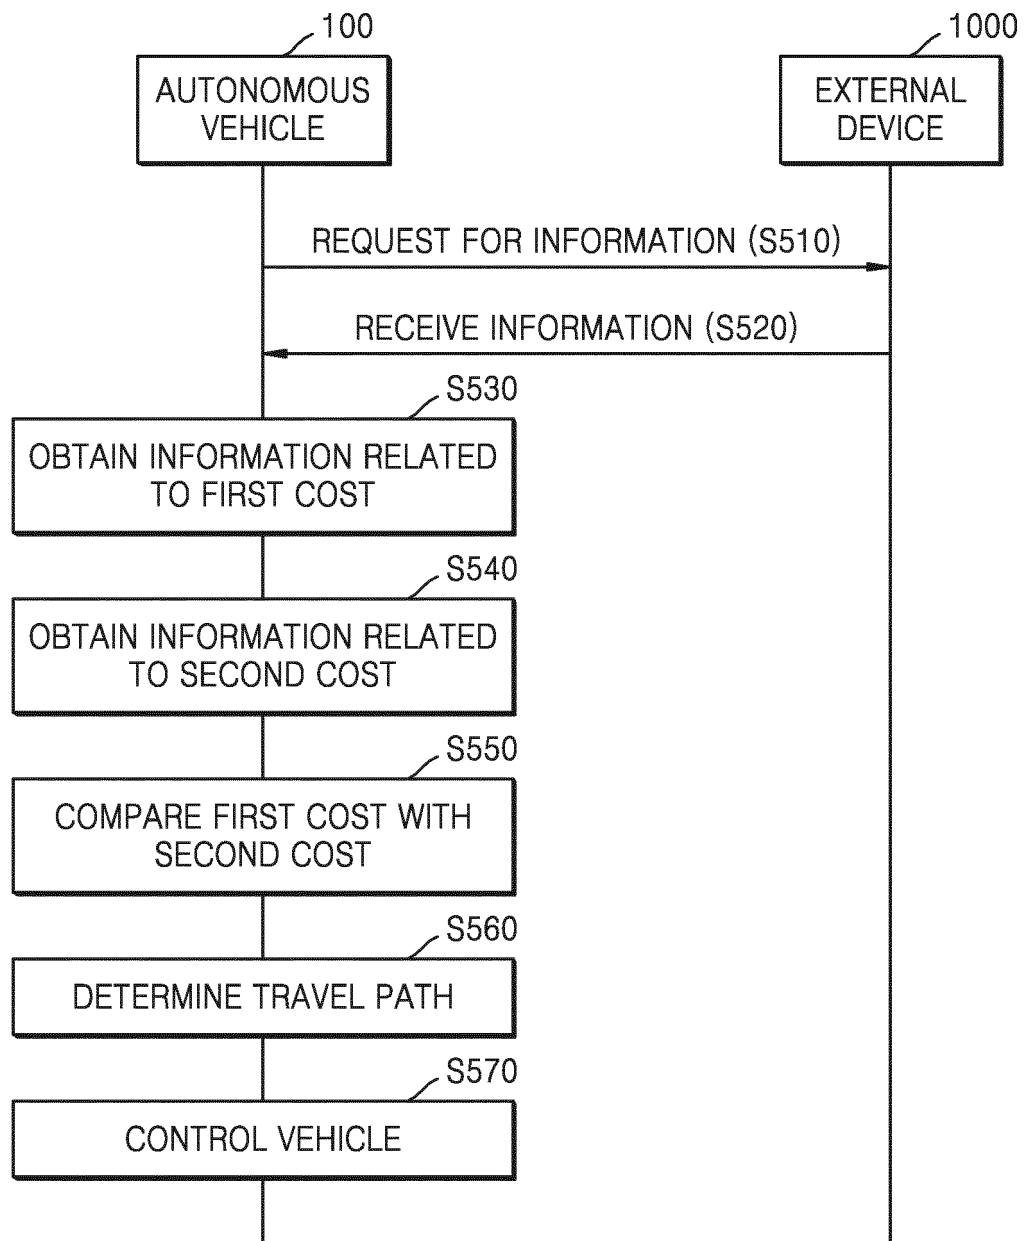 100
AUTONOMOUS
VEHICLE
1000
EXTERNAL
DEVICE
REQUEST FOR INFORMATION (S510)
RECEIVE INFORMATION (S520)
S530
OBTAIN INFORMATION RELATED
TO FIRST COST
S540
OBTAIN INFORMATION RELATED
TO SECOND COST
S550
COMPARE FIRST COST WITH
SECOND COST
S560
DETERMINE TRAVEL PATH
S570
CONTROL VEHICLE